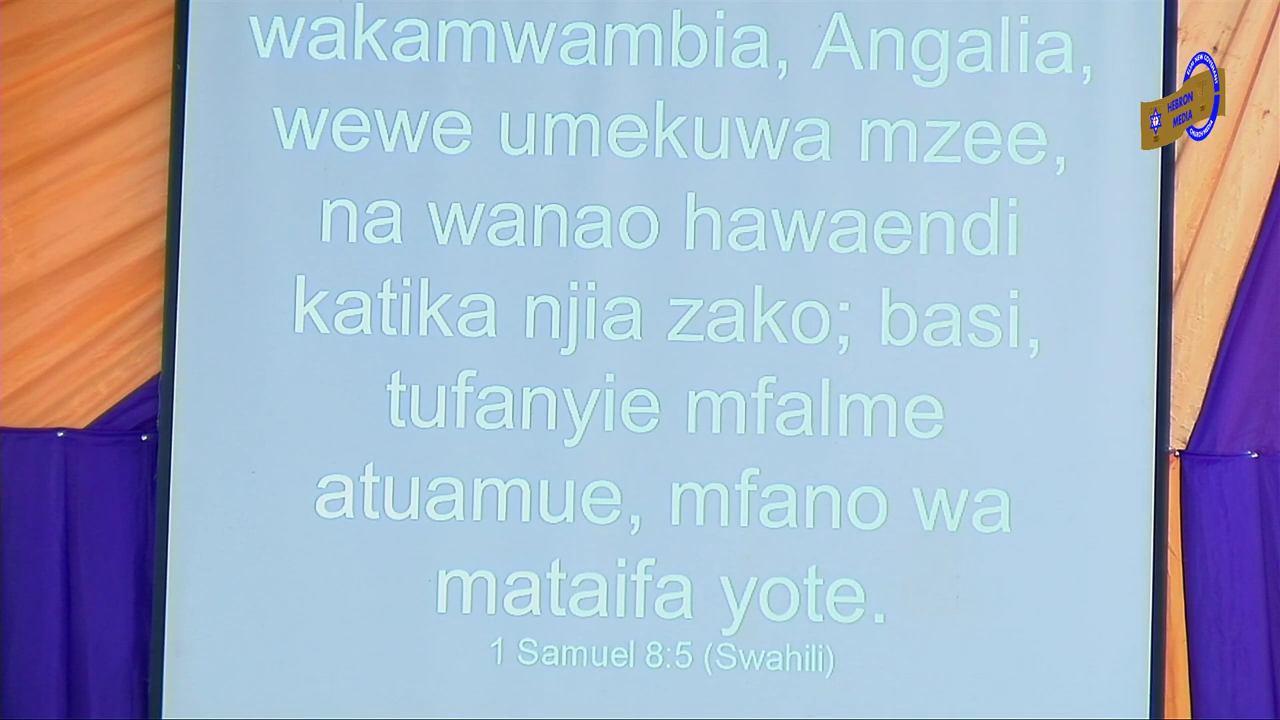 wakamwambia, Angalia,
wewe umekuwa mzee,
na wanao hawaendi
katika njia zako; basi,
tufanyie mfalme
atuamue, mfano wa
mataifa yote.
1 Samuel 8:5 (Swahili)
HEBRON
MEDIA